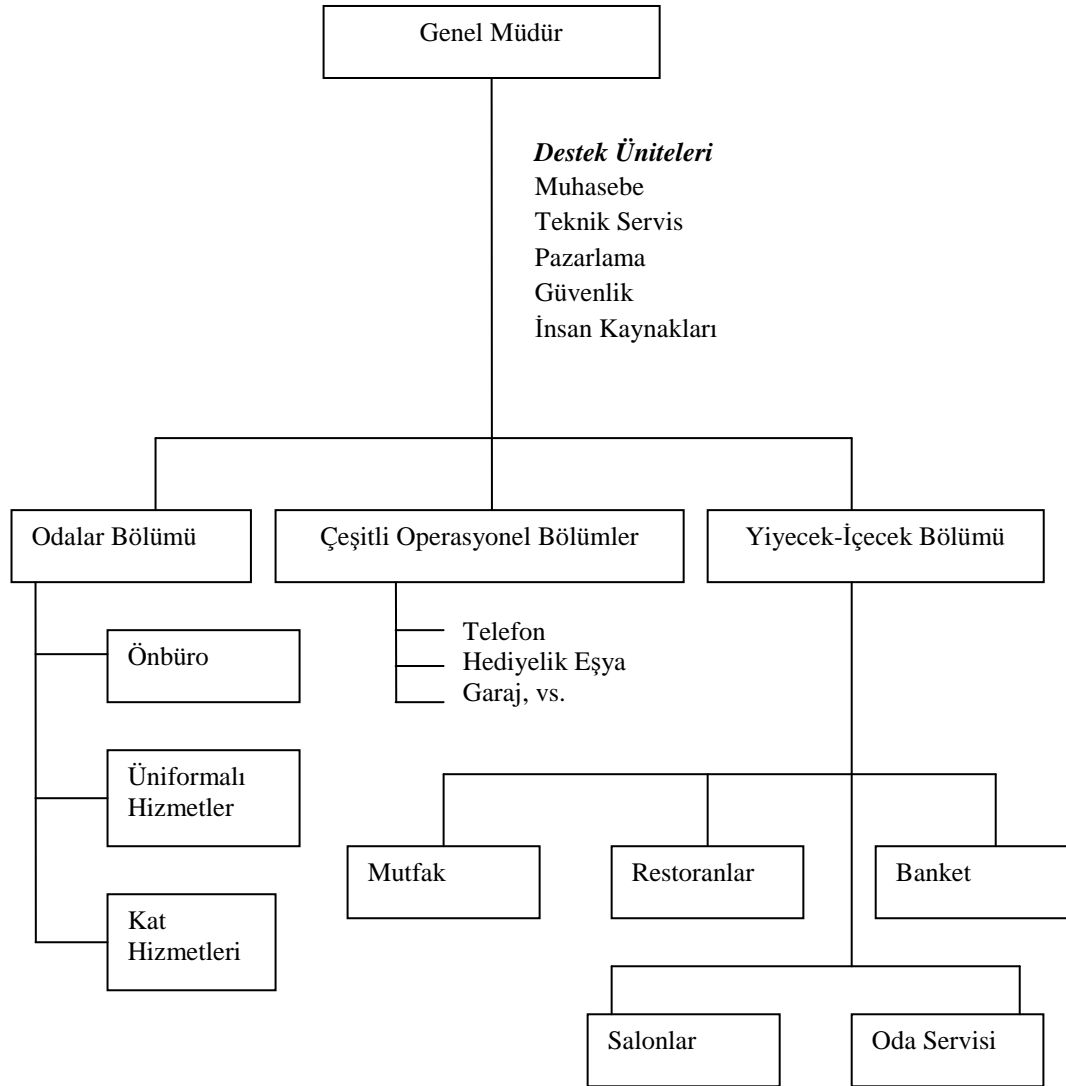 Genel Müdür
Destek Üniteleri
Muhasebe
Teknik Servis
Pazarlama
Güvenlik
İnsan Kaynakları
Odalar Bölümü
Çeşitli Operasyonel Bölümler
Yiyecek-İçecek Bölümü
Önbüro
Üniformalı
Hizmetler
Kat
Hizmetleri
Telefon
Hediyelik Eşya
Garaj, vs.
Mutfak
Restoranlar
Banket
Salonlar
Oda Servisi